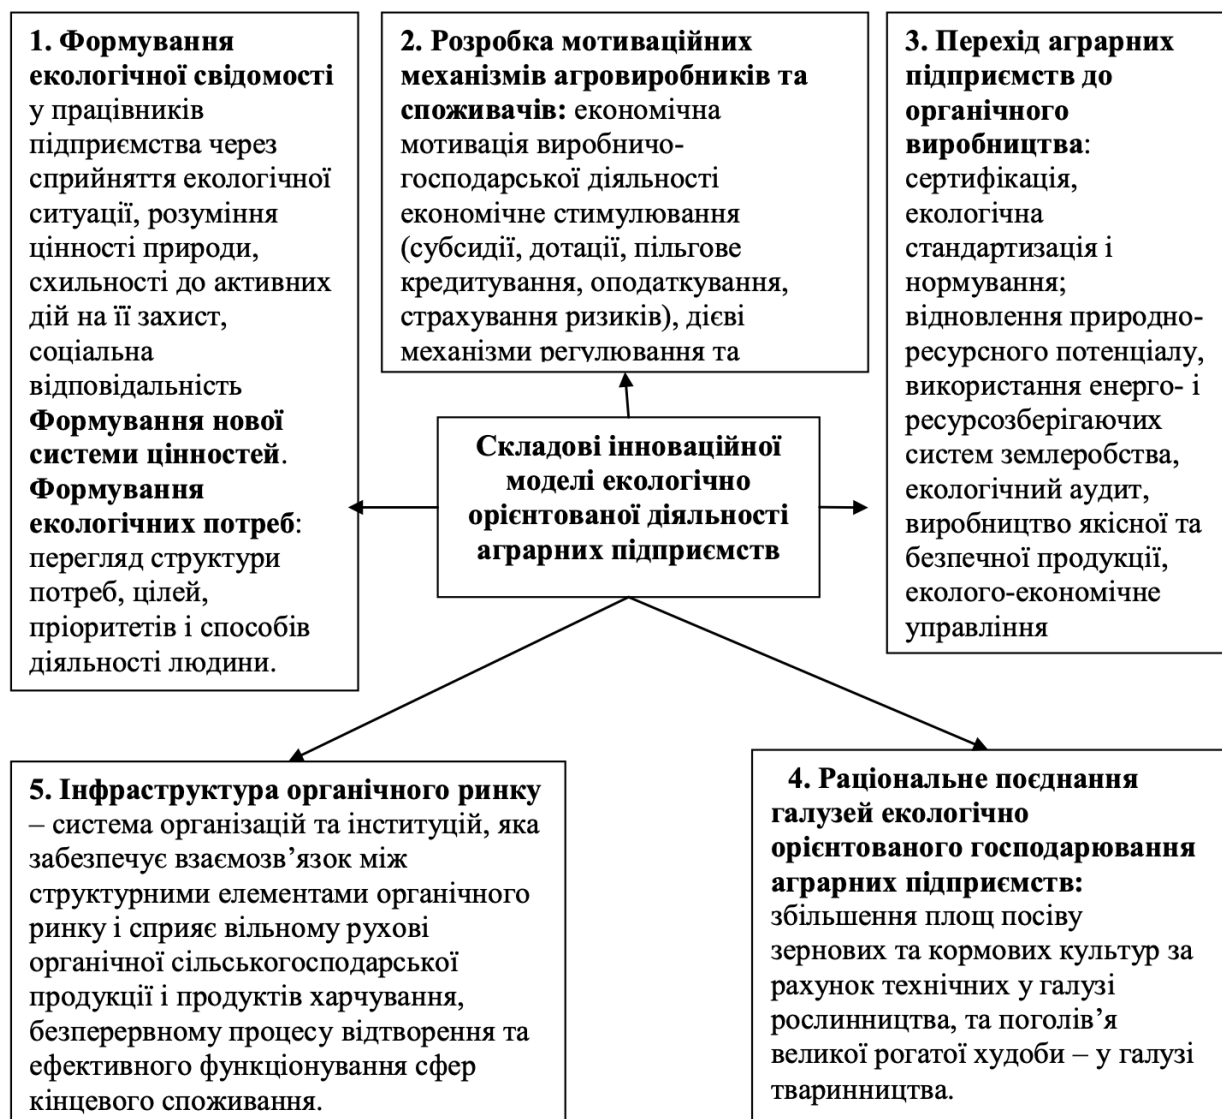 1. Формування
екологічної свідомості
у працівників
підприємства через
сприйняття екологічної
ситуації, розуміння
цінності природи,
схильності до активних
дій на її захист,
соціальна
відповідальність
Формування нової
системи цінностей.
Формування
екологічних потреб:
перегляд структури
потреб, цілей,
пріоритетів і способів
діяльності людини.
2. Розробка мотиваційних
механізмів агровиробників та
споживачів: економічна
мотивація виробничо-
господарської діяльності
економічне стимулювання
(субсидії, дотації, пільгове
кредитування, оподаткування,
страхування ризиків), дієві
механізми регулювання та
3. Перехід аграрних
підприємств до
органічного
виробництва:
сертифікація,
екологічна
стандартизація і
нормування;
відновлення природно-
ресурсного потенціалу,
використання енерго- і
ресурсозберігаючих
систем землеробства,
екологічний аудит,
виробництво якісної та
безпечної продукції,
еколого-економічне
управління
Складові інноваційної
моделі екологічно
орієнтованої діяльності
аграрних підприємств
5. Інфраструктура органічного ринку
– система організацій та інституцій, яка
забезпечує взаємозв’язок між
структурними елементами органічного
ринку і сприяє вільному рухові
органічної сільськогосподарської
продукції і продуктів харчування,
безперервному процесу відтворення та
ефективного функціонування сфер
кінцевого споживання.
4. Раціональне поєднання
галузей екологічно
орієнтованого господарювання
аграрних підприємств:
збільшення площ посіву
зернових та кормових культур за
рахунок технічних у галузі
рослинництва, та поголів’я
великої рогатої худоби – у галузі
тваринництва.